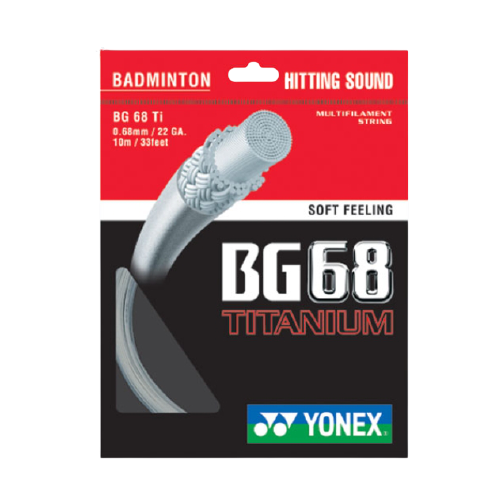 BADMINTON
HITTING SOUND
BG 68 Ti
0.68mm/22 GA.
10m/33feet
MULTIFILAMENT
STRING
SOFT FEELING
BG68
TITANIUM
YONEX